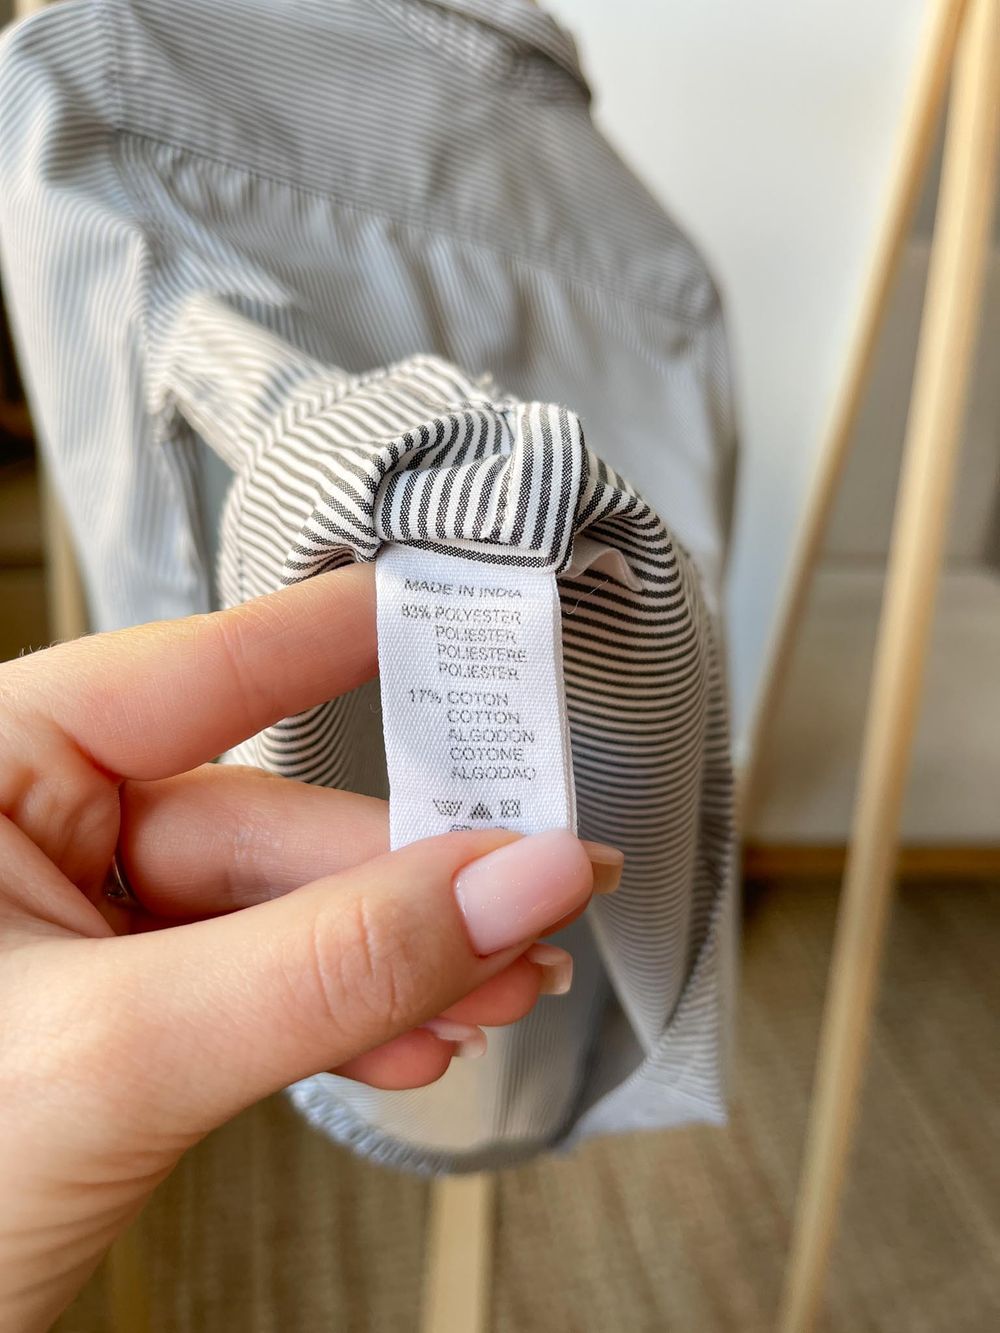 MADE IN INDIA
83% POLYESTER
POLIESTER
POLIESTERE
POLIESTER
17% COTON
COTTON
ALGODON
COTONE
ALGODAO